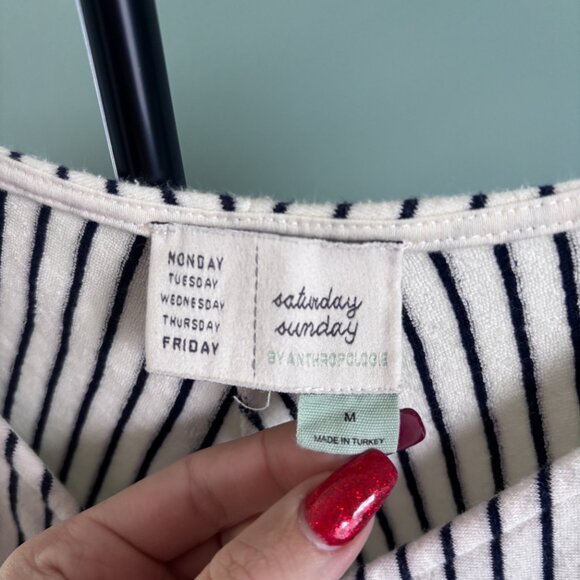 MONDAY
TUESDAY
WEDNESDAY
THURSDAY
FRIDAY
saturday
sunday
BY ANTHROPOLOGIE
M
MADE IN TURKEY